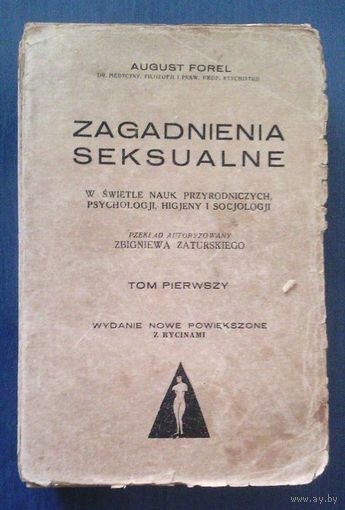 AUGUST FOREL
DR. MEDYCYNY, FILOZOFJI I PRAW, PROF. PSYCHJATRJI
ZAGADNIENIA
SEKSUALNE
W ŚWIETLE NAUK PRZYRODNICZYCH,
PSYCHOLOGJI, HIGJENY I SOCJOLOGJI
PZEKŁAD AUTORYZOWANY
ZBIGNIEWA ZATURSKIEGO
TOM PIERWSZY
WYDANIE NOWE POWIĘKSZONE
Z RYCINAMI
www.ay.by